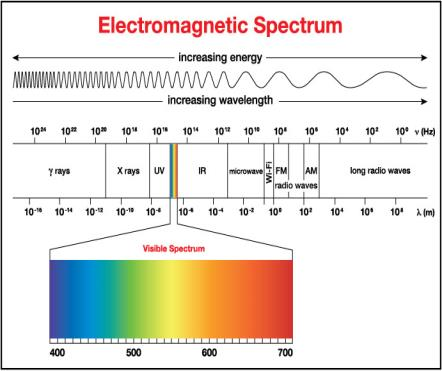 Electromagnetic Spectrum
increasing energy
increasing wavelength
10²⁴ 10²² 10²⁰ 10¹⁸ 10¹⁶ 10¹⁴ 10¹² 10¹⁰ 10⁸ 10⁶ 10⁴ 10² 10⁰ ν (Hz)
γ rays X rays UV IR microwave Wi-Fi FM AM long radio waves
radio waves
10⁻¹⁶ 10⁻¹⁴ 10⁻¹² 10⁻¹⁰ 10⁻⁸ 10⁻⁶ 10⁻⁴ 10⁻² 10⁰ 10² 10⁴ 10⁶ 10⁸ λ (m)
Visible Spectrum
400 500 600 700